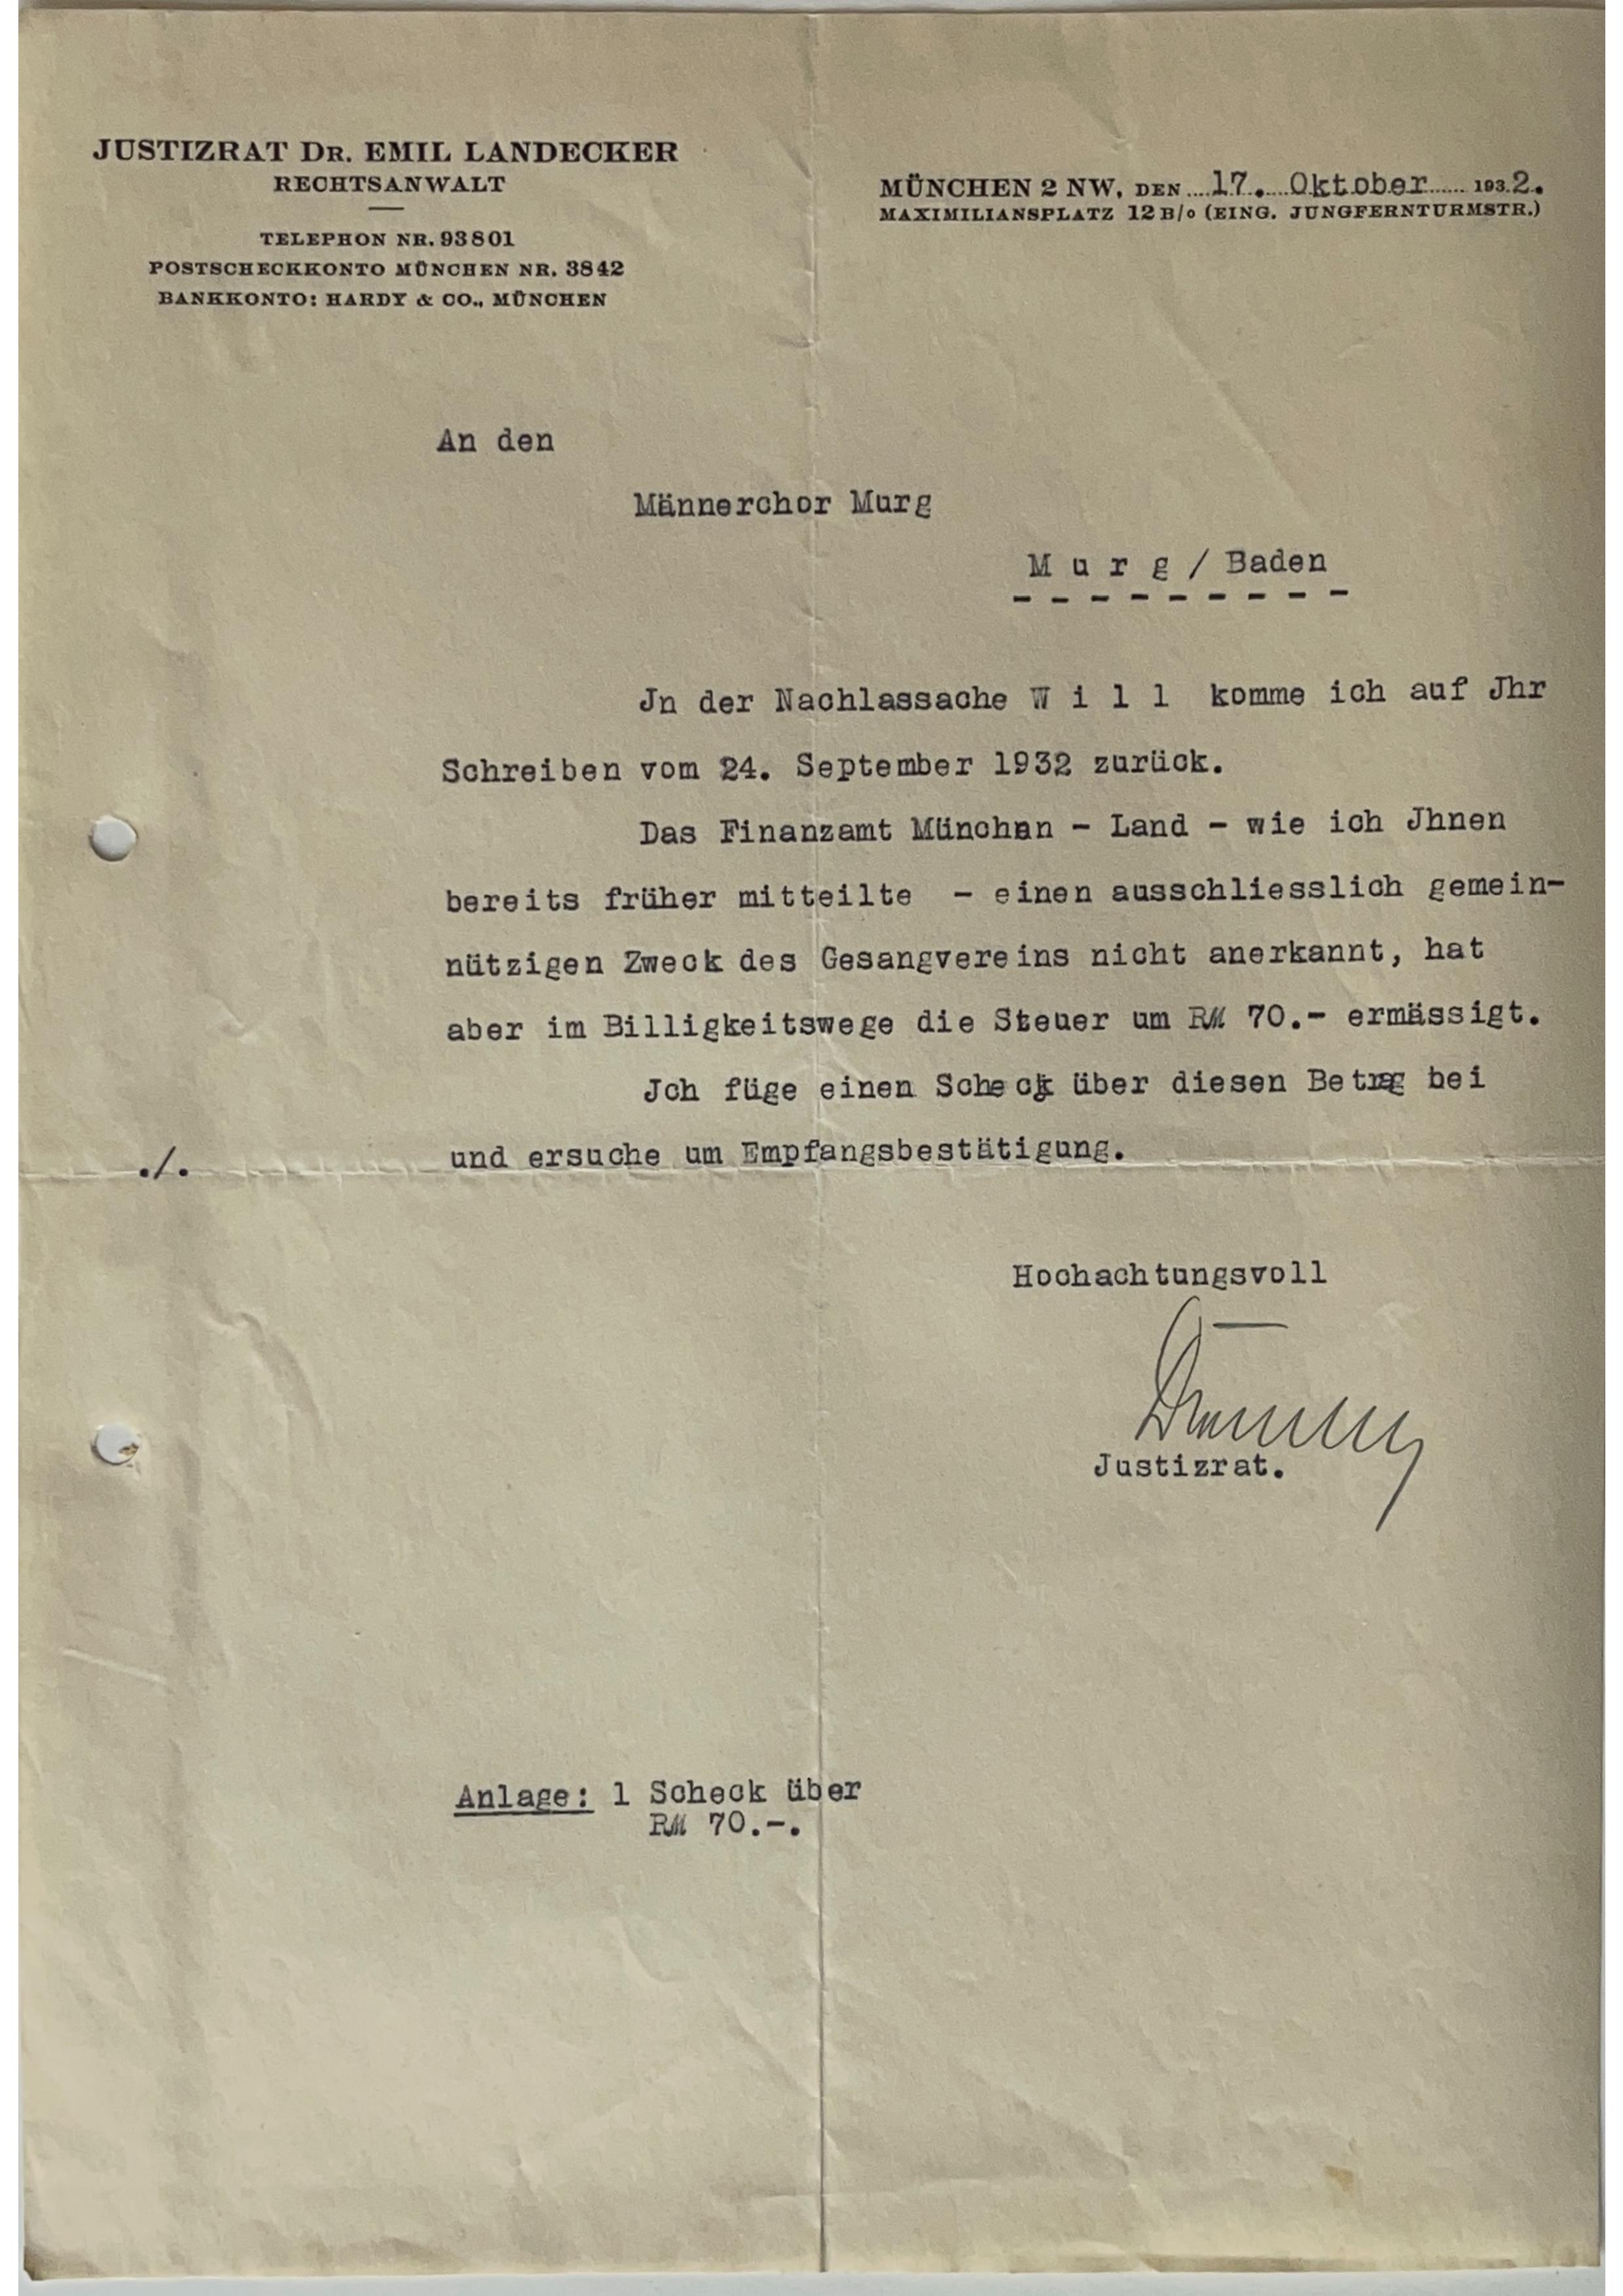 JUSTIZRAT DR. EMIL LANDECKER
RECHTSANWALT
TELEPHON NR. 93801
POSTSCHECKKONTO MÜNCHEN NR. 3842
BANKKONTO: HARDY & CO., MÜNCHEN
MÜNCHEN 2 NW, DEN 17. Oktober 1932.
MAXIMILIANSPLATZ 12 B/0 (EING. JUNGFERNTURMSTR.)
An den
Männerchor Murg
M u r g / Baden
Jn der Nachlassache W i l l komme ich auf Jhr
Schreiben vom 24. September 1932 zurück.
Das Finanzamt München - Land - wie ich Jhnen
bereits früher mitteilte - einen ausschliesslich gemein-
nützigen Zweck des Gesangvereins nicht anerkannt, hat
aber im Billigkeitswege die Steuer um RM 70.- ermässigt.
Jch füge einen Scheck über diesen Betrag bei
./. und ersuche um Empfangsbestätigung.
Hochachtungsvoll
Justizrat.
Anlage: 1 Scheck über
RM 70.-.